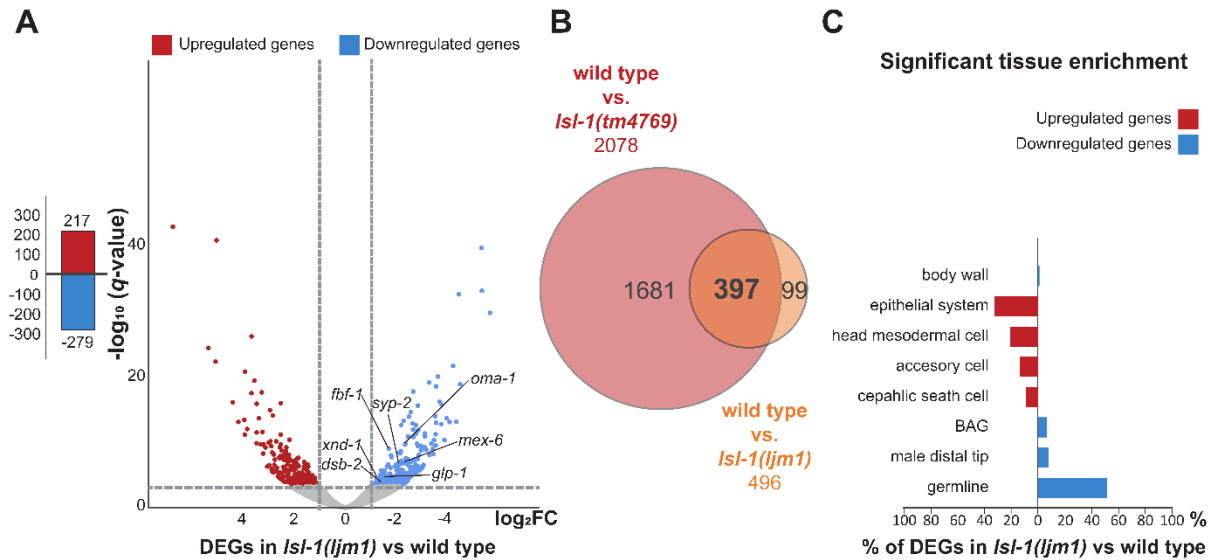 A
Upregulated genes
Downregulated genes
300
200
100
0
-100
-200
-300
217
-279
-log₁₀ (q-value)
40
20
0
fbf-1
syp-2
oma-1
xnd-1
dsb-2
mex-6
glp-1
4 2 0 -2 -4 log₂FC
DEGs in lsl-1(ljm1) vs wild type
B
wild type
vs.
lsl-1(tm4769)
2078
1681
397
99
wild type
vs.
lsl-1(ljm1)
496
C
Significant tissue enrichment
Upregulated genes
Downregulated genes
body wall
epithelial system
head mesodermal cell
accesory cell
cepahlic seath cell
BAG
male distal tip
germline
100 80 60 40 20 0 20 40 60 80 100 %
% of DEGs in lsl-1(ljm1) vs wild type